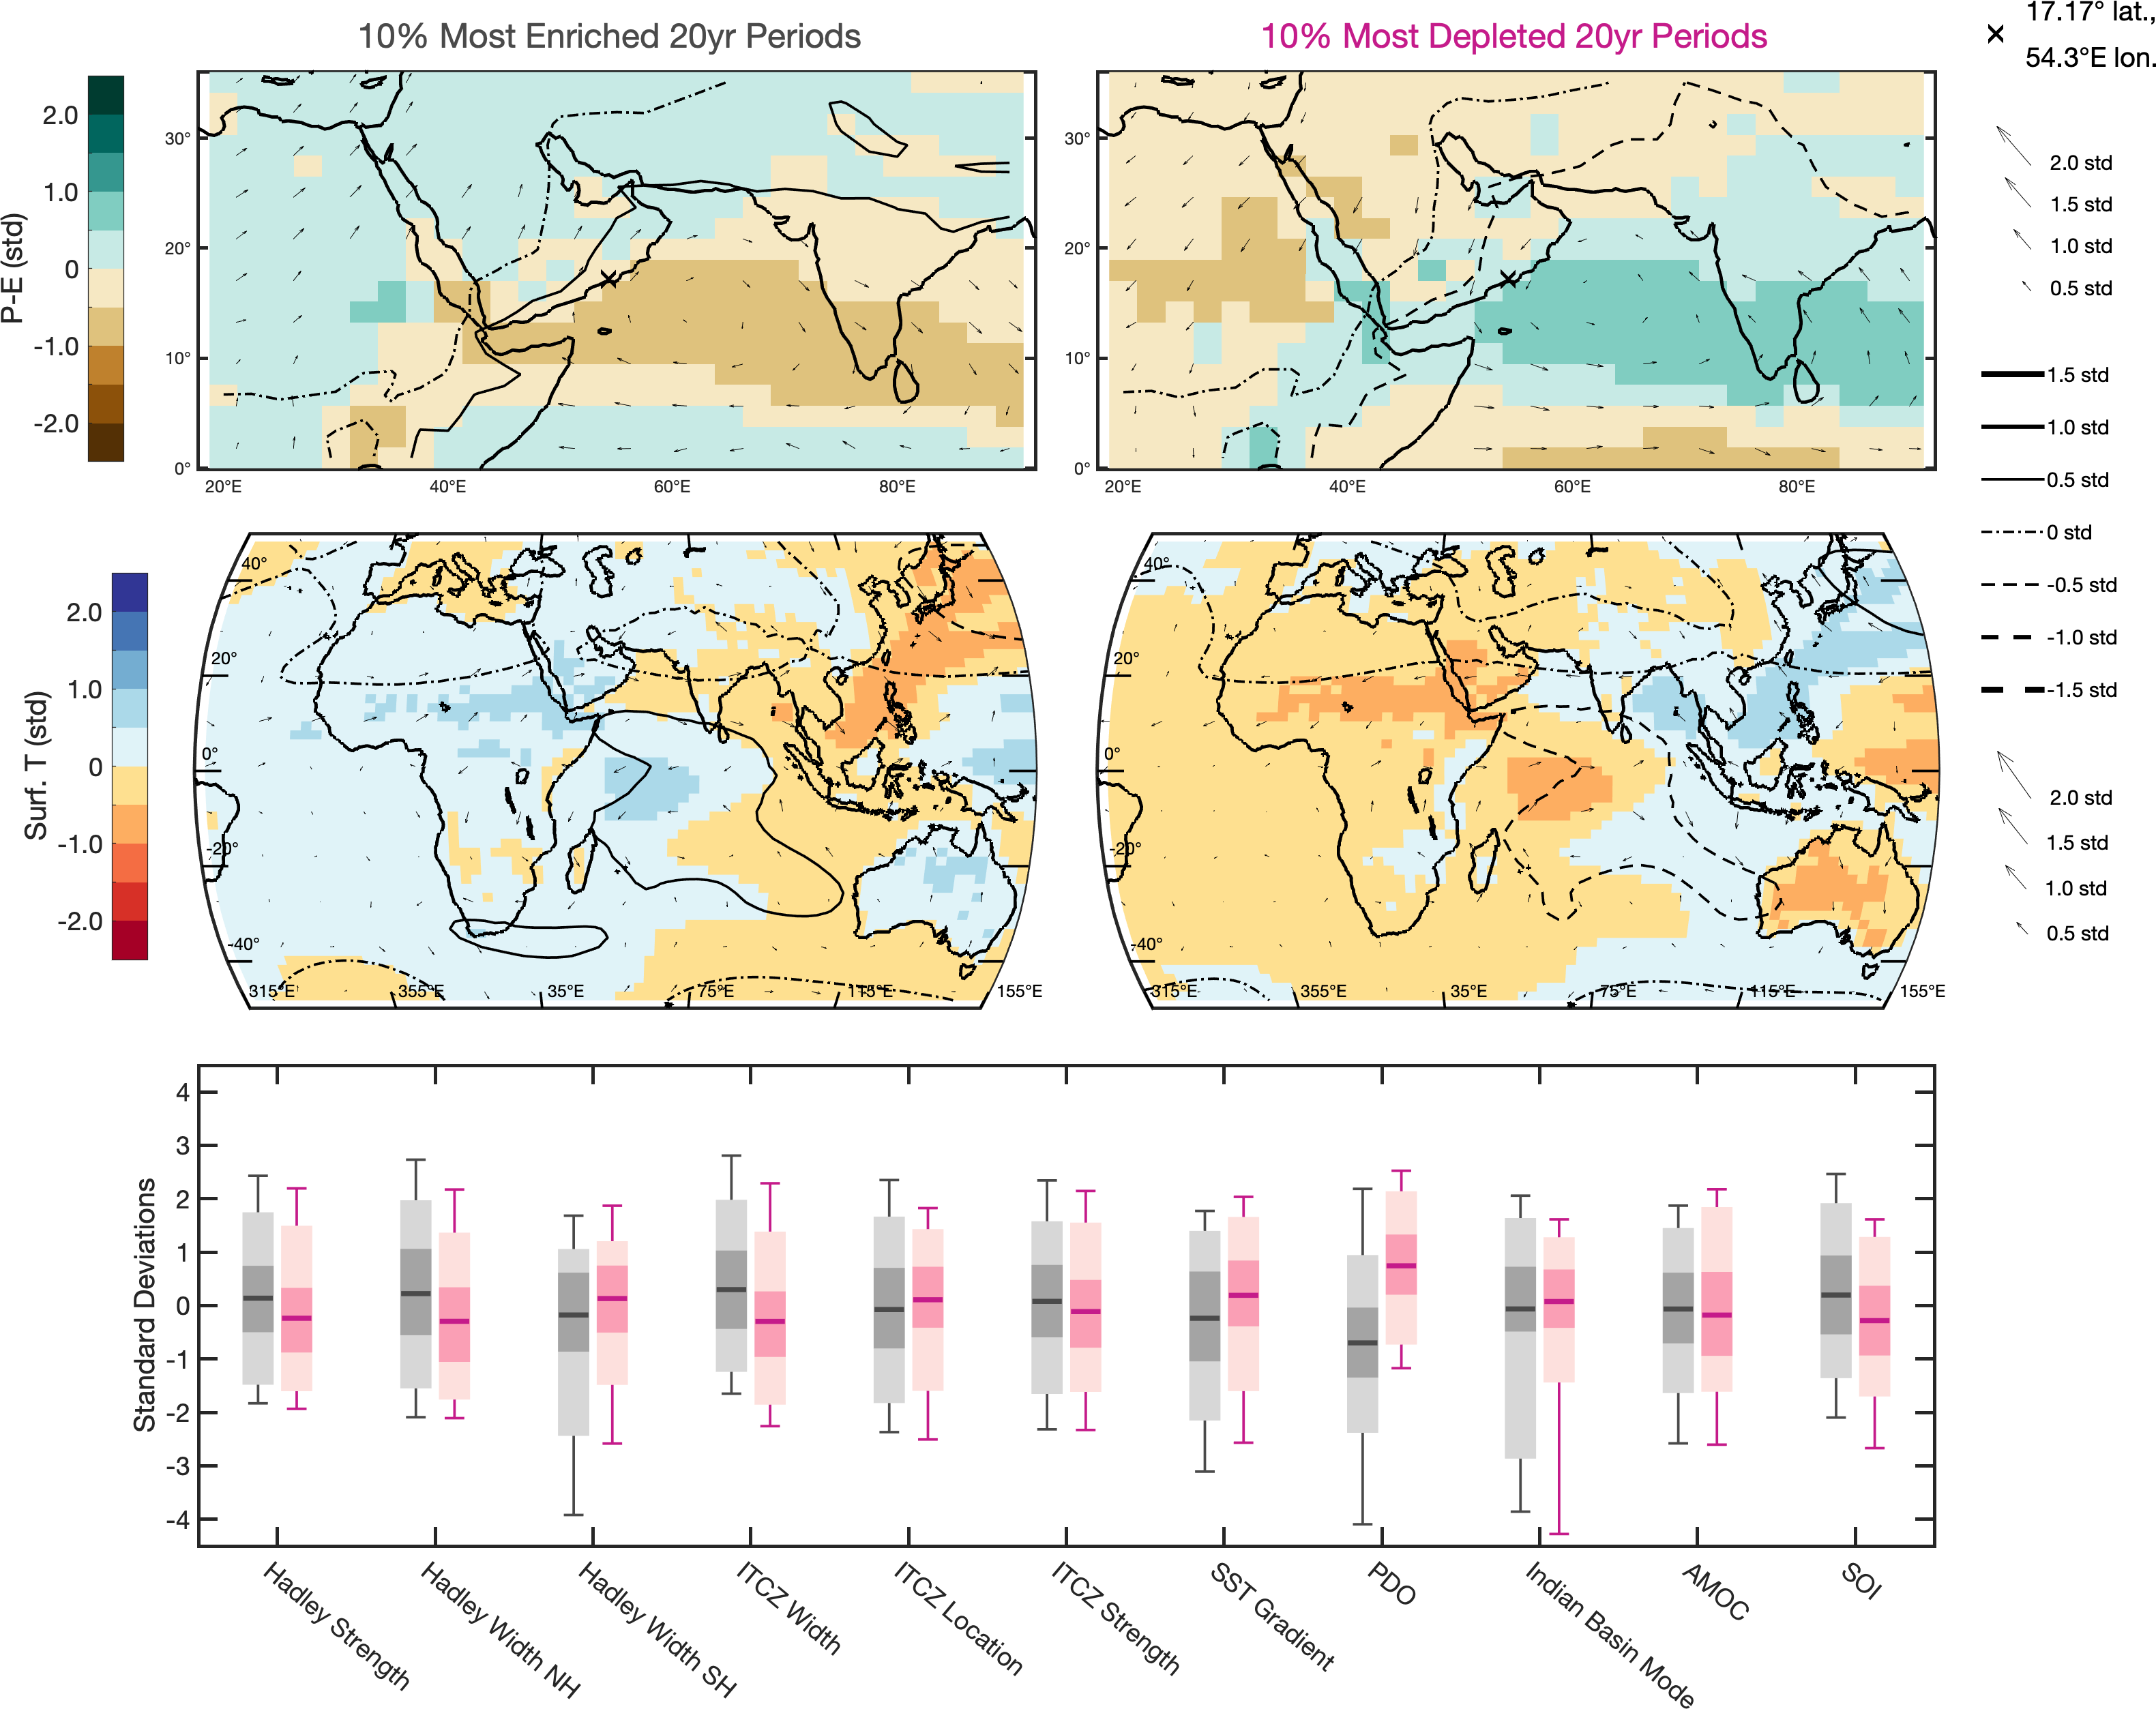 10% Most Enriched 20yr Periods
10% Most Depleted 20yr Periods
17.17° lat.,
54.3°E lon.
P-E (std)
2.0
1.0
0
-1.0
-2.0
30°
20°
10°
0°
20°E
40°E
60°E
80°E
30°
20°
10°
0°
20°E
40°E
60°E
80°E
2.0 std
1.5 std
1.0 std
0.5 std
1.5 std
1.0 std
0.5 std
0 std
-0.5 std
-1.0 std
-1.5 std
Surf. T (std)
2.0
1.0
0
-1.0
-2.0
40°
20°
0°
-20°
-40°
315°E
355°E
35°E
75°E
115°E
155°E
40°
20°
0°
-20°
-40°
315°E
355°E
35°E
75°E
115°E
155°E
2.0 std
1.5 std
1.0 std
0.5 std
Standard Deviations
4
3
2
1
0
-1
-2
-3
-4
Hadley Strength
Hadley Width NH
Hadley Width SH
ITCZ Width
ITCZ Location
ITCZ Strength
SST Gradient
PDO
Indian Basin Mode
AMOC
SOI